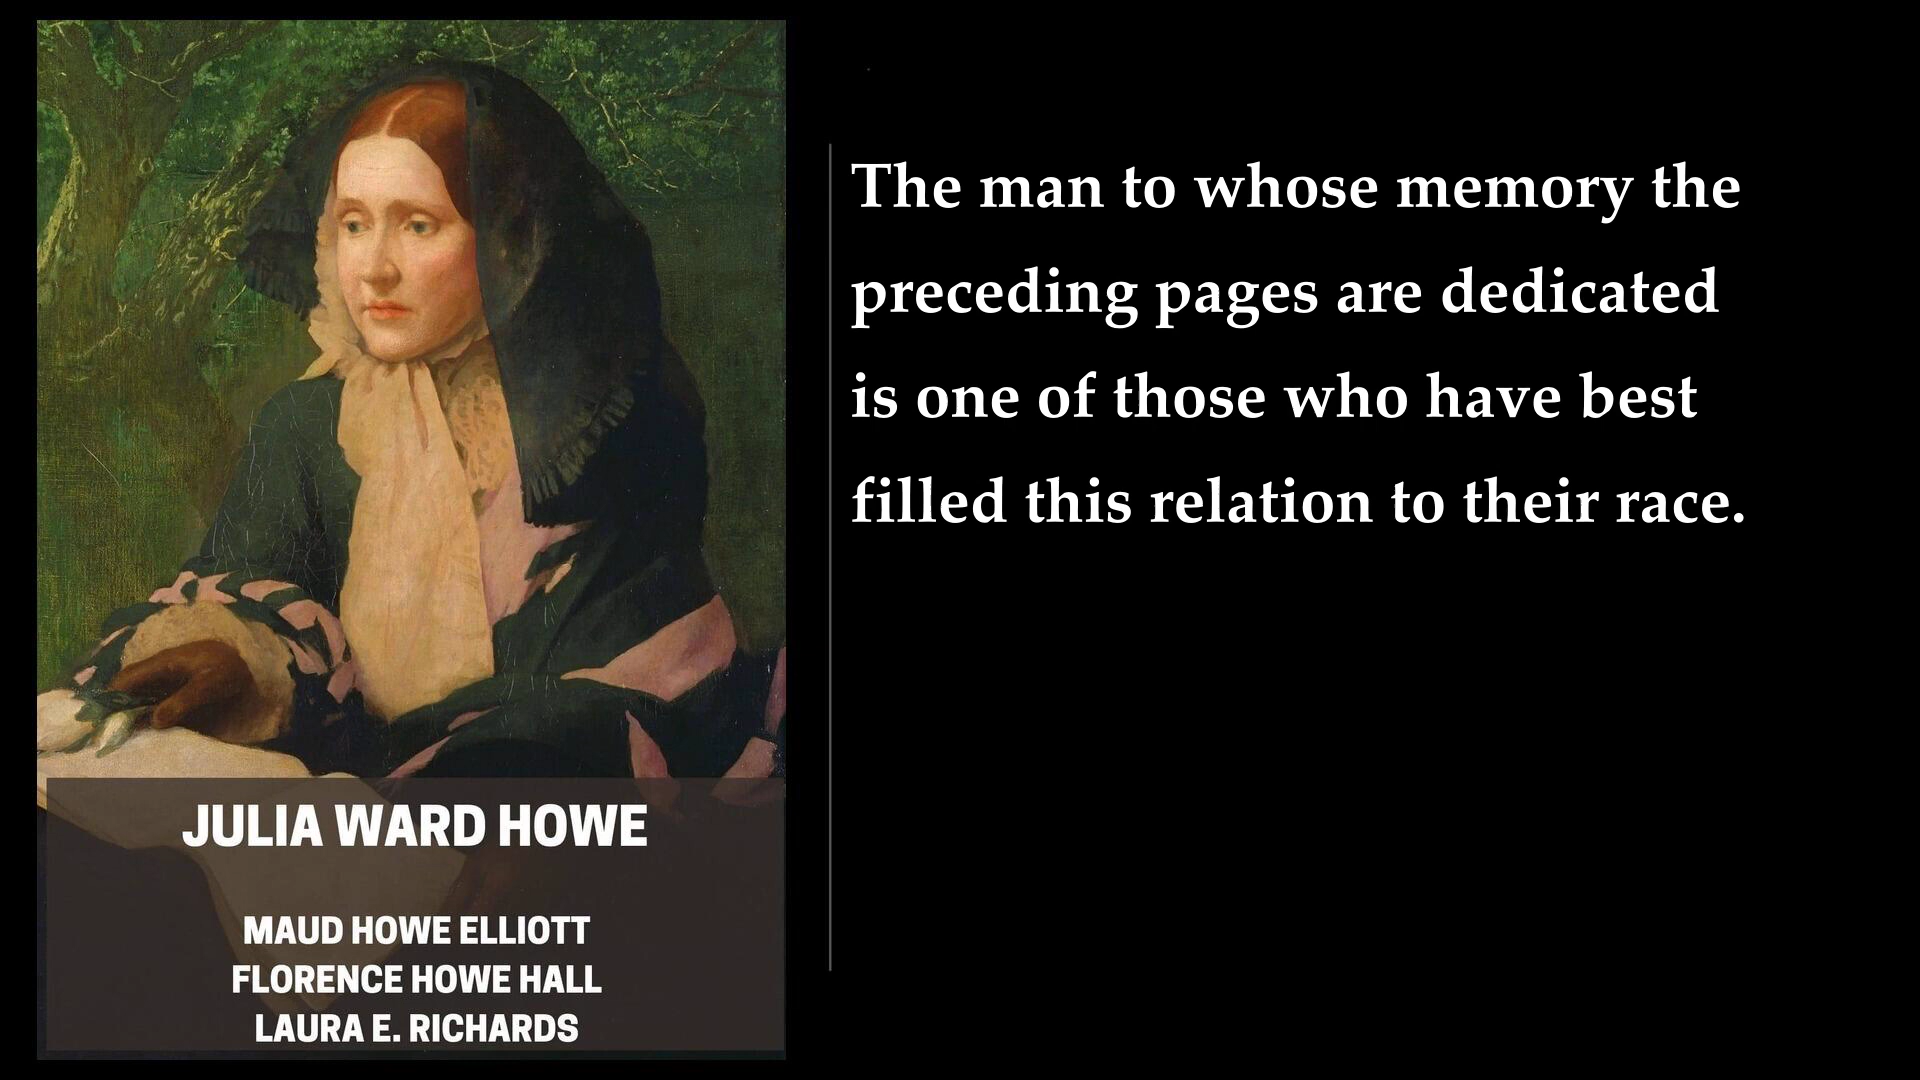 JULIA WARD HOWE
MAUD HOWE ELLIOTT
FLORENCE HOWE HALL
LAURA E. RICHARDS
The man to whose memory the
preceding pages are dedicated
is one of those who have best
filled this relation to their race.